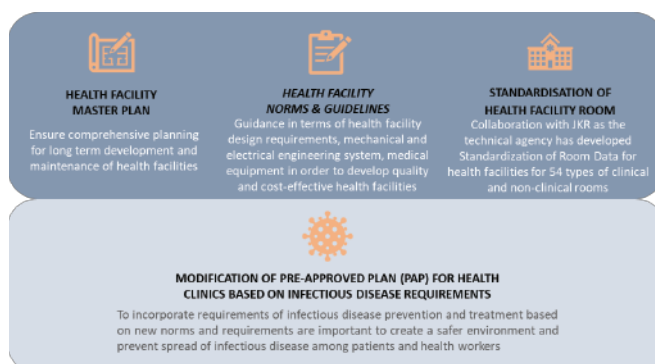 HEALTH FACILITY
MASTER PLAN
Ensure comprehensive planning
for long term development and
maintenance of health facilities
HEALTH FACILITY
NORMS & GUIDELINES
Guidance in terms of health facility
design requirements, mechanical and
electrical engineering system, medical
equipment in order to develop quality
and cost-effective health facilities
STANDARDISATION OF
HEALTH FACILITY ROOM
Collaboration with JKR as the
technical agency has developed
Standardization of Room Data for
health facilities for 54 types of clinical
and non-clinical rooms
MODIFICATION OF PRE-APPROVED PLAN (PAP) FOR HEALTH
CLINICS BASED ON INFECTIOUS DISEASE REQUIREMENTS
To incorporate requirements of infectious disease prevention and treatment based
on new norms and requirements are important to create a safer environment and
prevent spread of infectious disease among patients and health workers